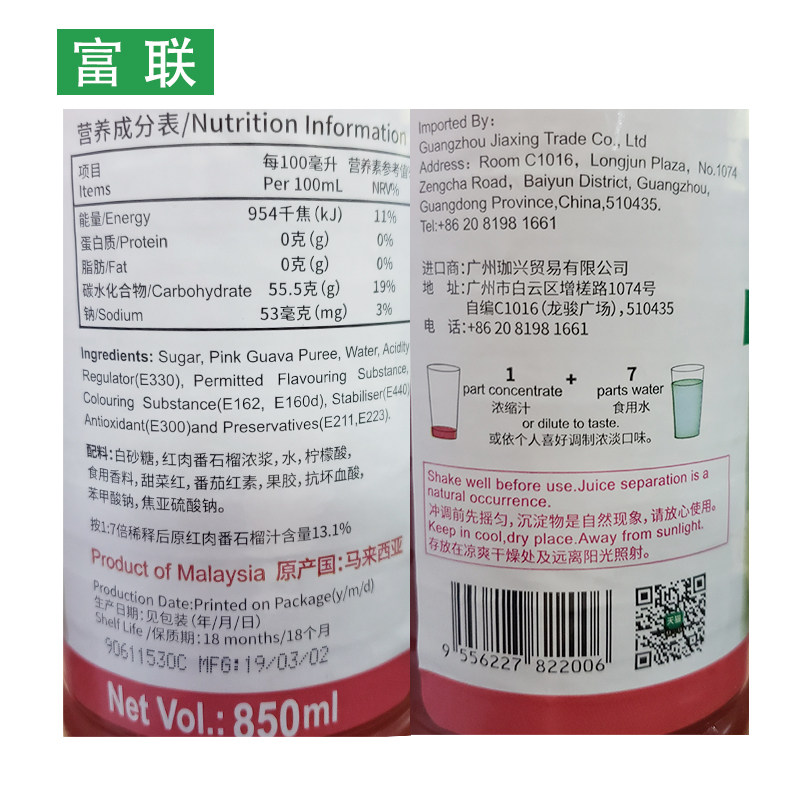 富联
营养成分表/Nutrition Information
项目 每100毫升 营养素参考值
Items Per 100mL NRV%
能量/Energy 954千焦(kJ) 11%
蛋白质/Protein 0克(g) 0%
脂肪/Fat 0克(g) 0%
碳水化合物/Carbohydrate 55.5克(g) 19%
钠/Sodium 53毫克(mg) 3%
Ingredients: Sugar, Pink Guava Puree, Water, Acidity
Regulator(E330), Permitted Flavouring Substance,
Colouring Substance(E162, E160d), Stabiliser(E440)
Antioxidant(E300)and Preservatives(E211,E223).
配料:白砂糖,红肉番石榴浓浆,水,柠檬酸,
食用香料,甜菜红,番茄红素,果胶,抗坏血酸,
苯甲酸钠,焦亚硫酸钠。
按1:7倍稀释后原红肉番石榴汁含量13.1%
Product of Malaysia 原产国:马来西亚
Production Date:Printed on Package(y/m/d)
生产日期:见包装(年/月/日)
Shelf Life/保质期:18 months/18个月
90611530C MFG:19/03/02
Net Vol.: 850ml
Imported By:
Guangzhou Jiaxing Trade Co., Ltd
Address: Room C1016, Longjun Plaza, No.1074
Zengcha Road, Baiyun District, Guangzhou,
Guangdong Province,China,510435.
Tel:+86 20 8198 1661
进口商:广州珈兴贸易有限公司
地 址:广州市白云区增槎路1074号
自编C1016(龙骏广场),510435
电 话:+86 20 8198 1661
1 + 7
part concentrate parts water
浓缩汁 食用水
or dilute to taste.
或依个人喜好调制浓淡口味。
Shake well before use.Juice separation is a
natural occurrence.
冲调前先摇匀,沉淀物是自然现象,请放心使用。
Keep in cool,dry place.Away from sunlight.
存放在凉爽干燥处及远离阳光照射。
9 556227 822006
天猫